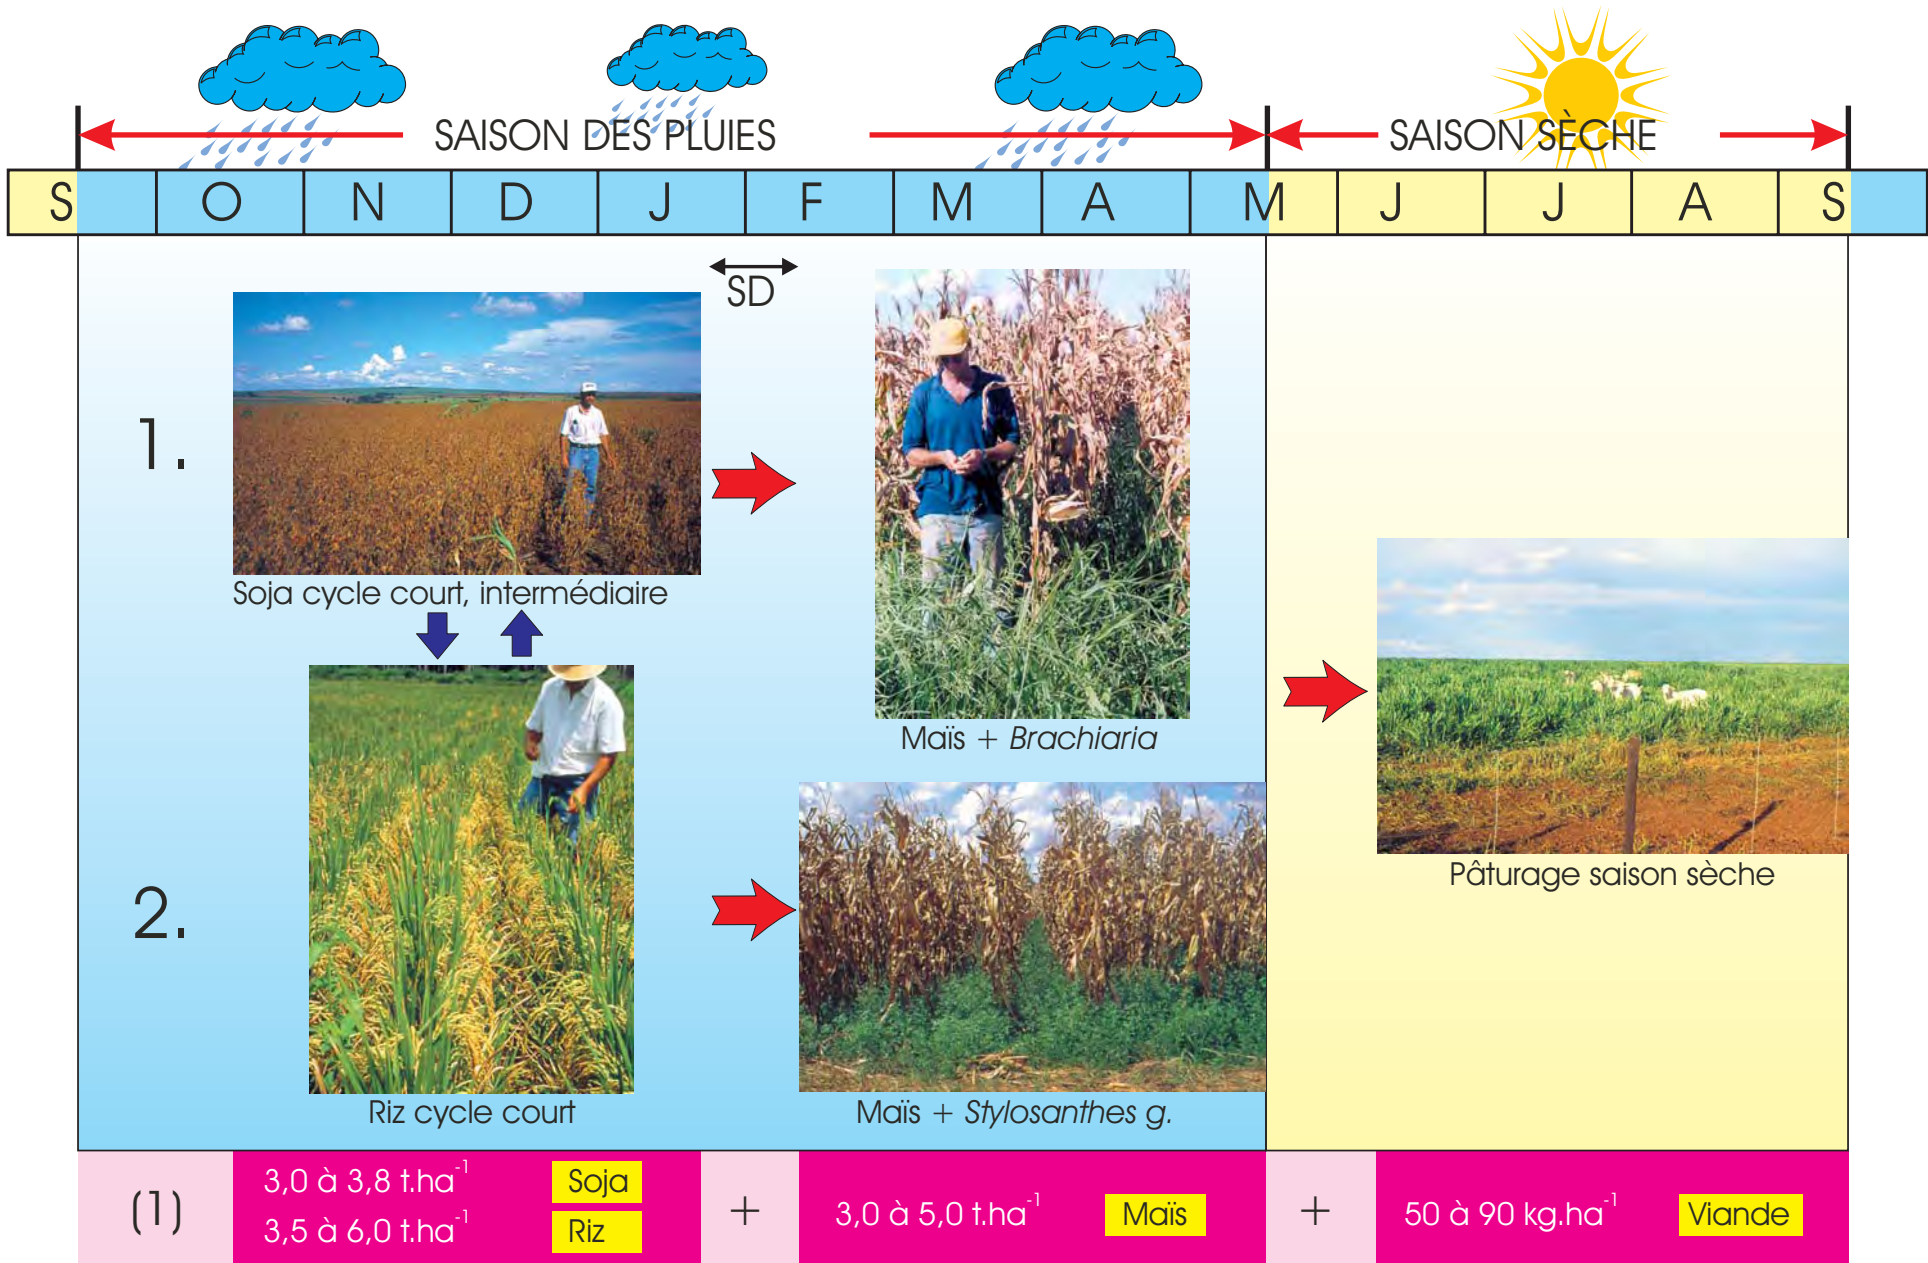 SAISON DES PLUIES
SAISON SÈCHE
S O N D J F M A M J J A S
SD
1.
Soja cycle court, intermédiaire
Maïs + Brachiaria
Pâturage saison sèche
2.
Riz cycle court
Maïs + Stylosanthes g.
(1)
3,0 à 3,8 t.ha⁻¹ Soja
3,5 à 6,0 t.ha⁻¹ Riz
+
3,0 à 5,0 t.ha⁻¹ Maïs
+
50 à 90 kg.ha⁻¹ Viande